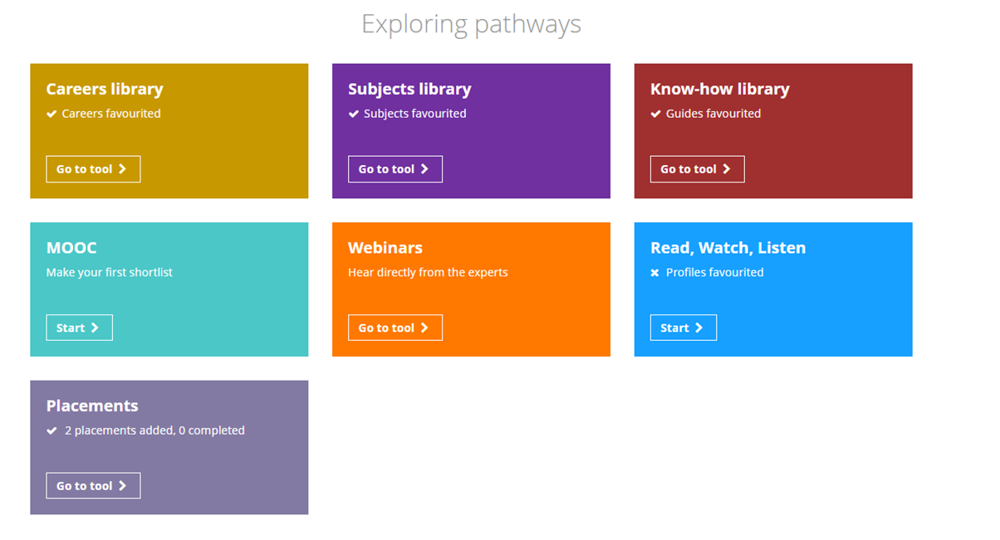 Exploring pathways
Careers library
Careers favourited
Go to tool
Subjects library
Subjects favourited
Go to tool
Know-how library
Guides favourited
Go to tool
MOOC
Make your first shortlist
Start
Webinars
Hear directly from the experts
Go to tool
Read, Watch, Listen
Profiles favourited
Start
Placements
2 placements added, 0 completed
Go to tool